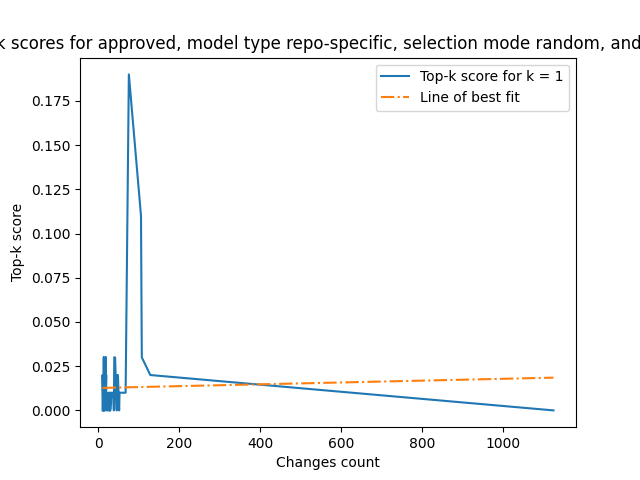 k scores for approved, model type repo-specific, selection mode random, and
Top-k score for k = 1
Line of best fit
0.175
0.150
0.125
0.100
0.075
0.050
0.025
0.000
Top-k score
0 200 400 600 800 1000
Changes count